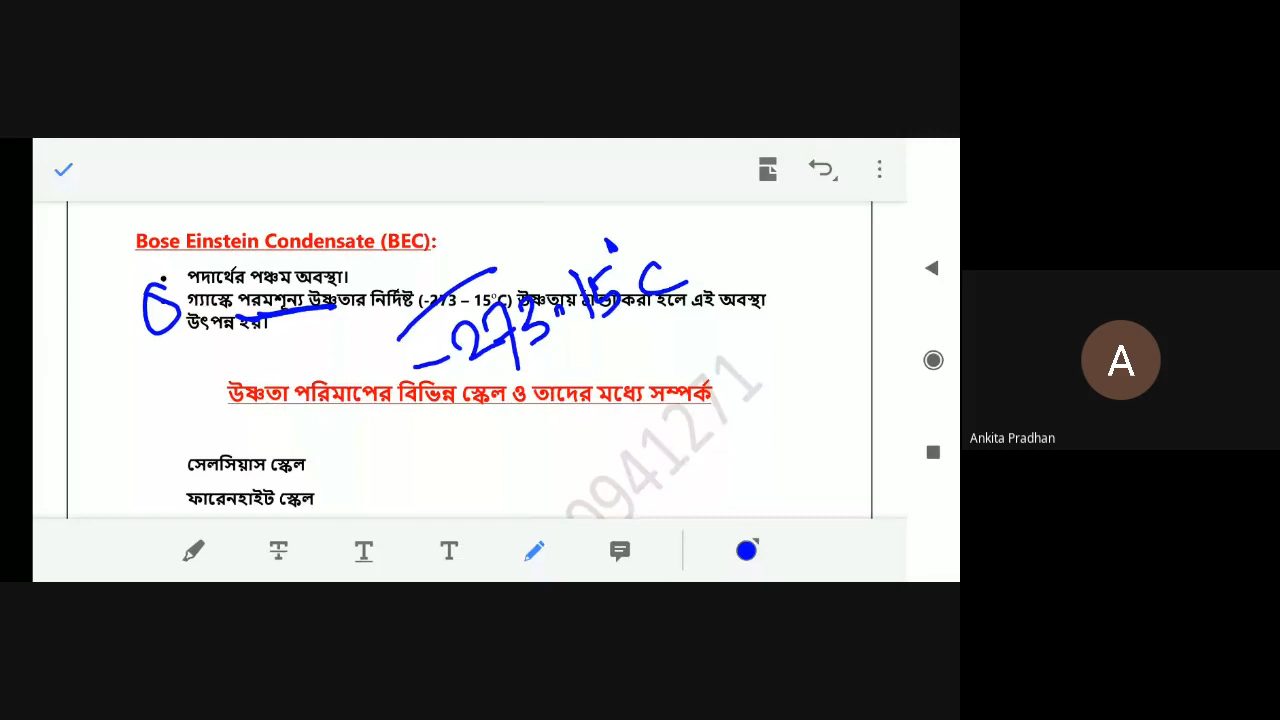 Bose Einstein Condensate (BEC):
পদার্থের পঞ্চম অবস্থা।
গ্যাস্কে পরমশূন্য উষ্ণতার নির্দিষ্ট (-273 – 15°C) উষ্ণতায় ঠান্ডা করা হলে এই অবস্থা
উৎপন্ন হয়।
-273.15°C
উষ্ণতা পরিমাপের বিভিন্ন স্কেল ও তাদের মধ্যে সম্পর্ক
সেলসিয়াস স্কেল
ফারেনহাইট স্কেল
0941271
T
T
T
A
Ankita Pradhan